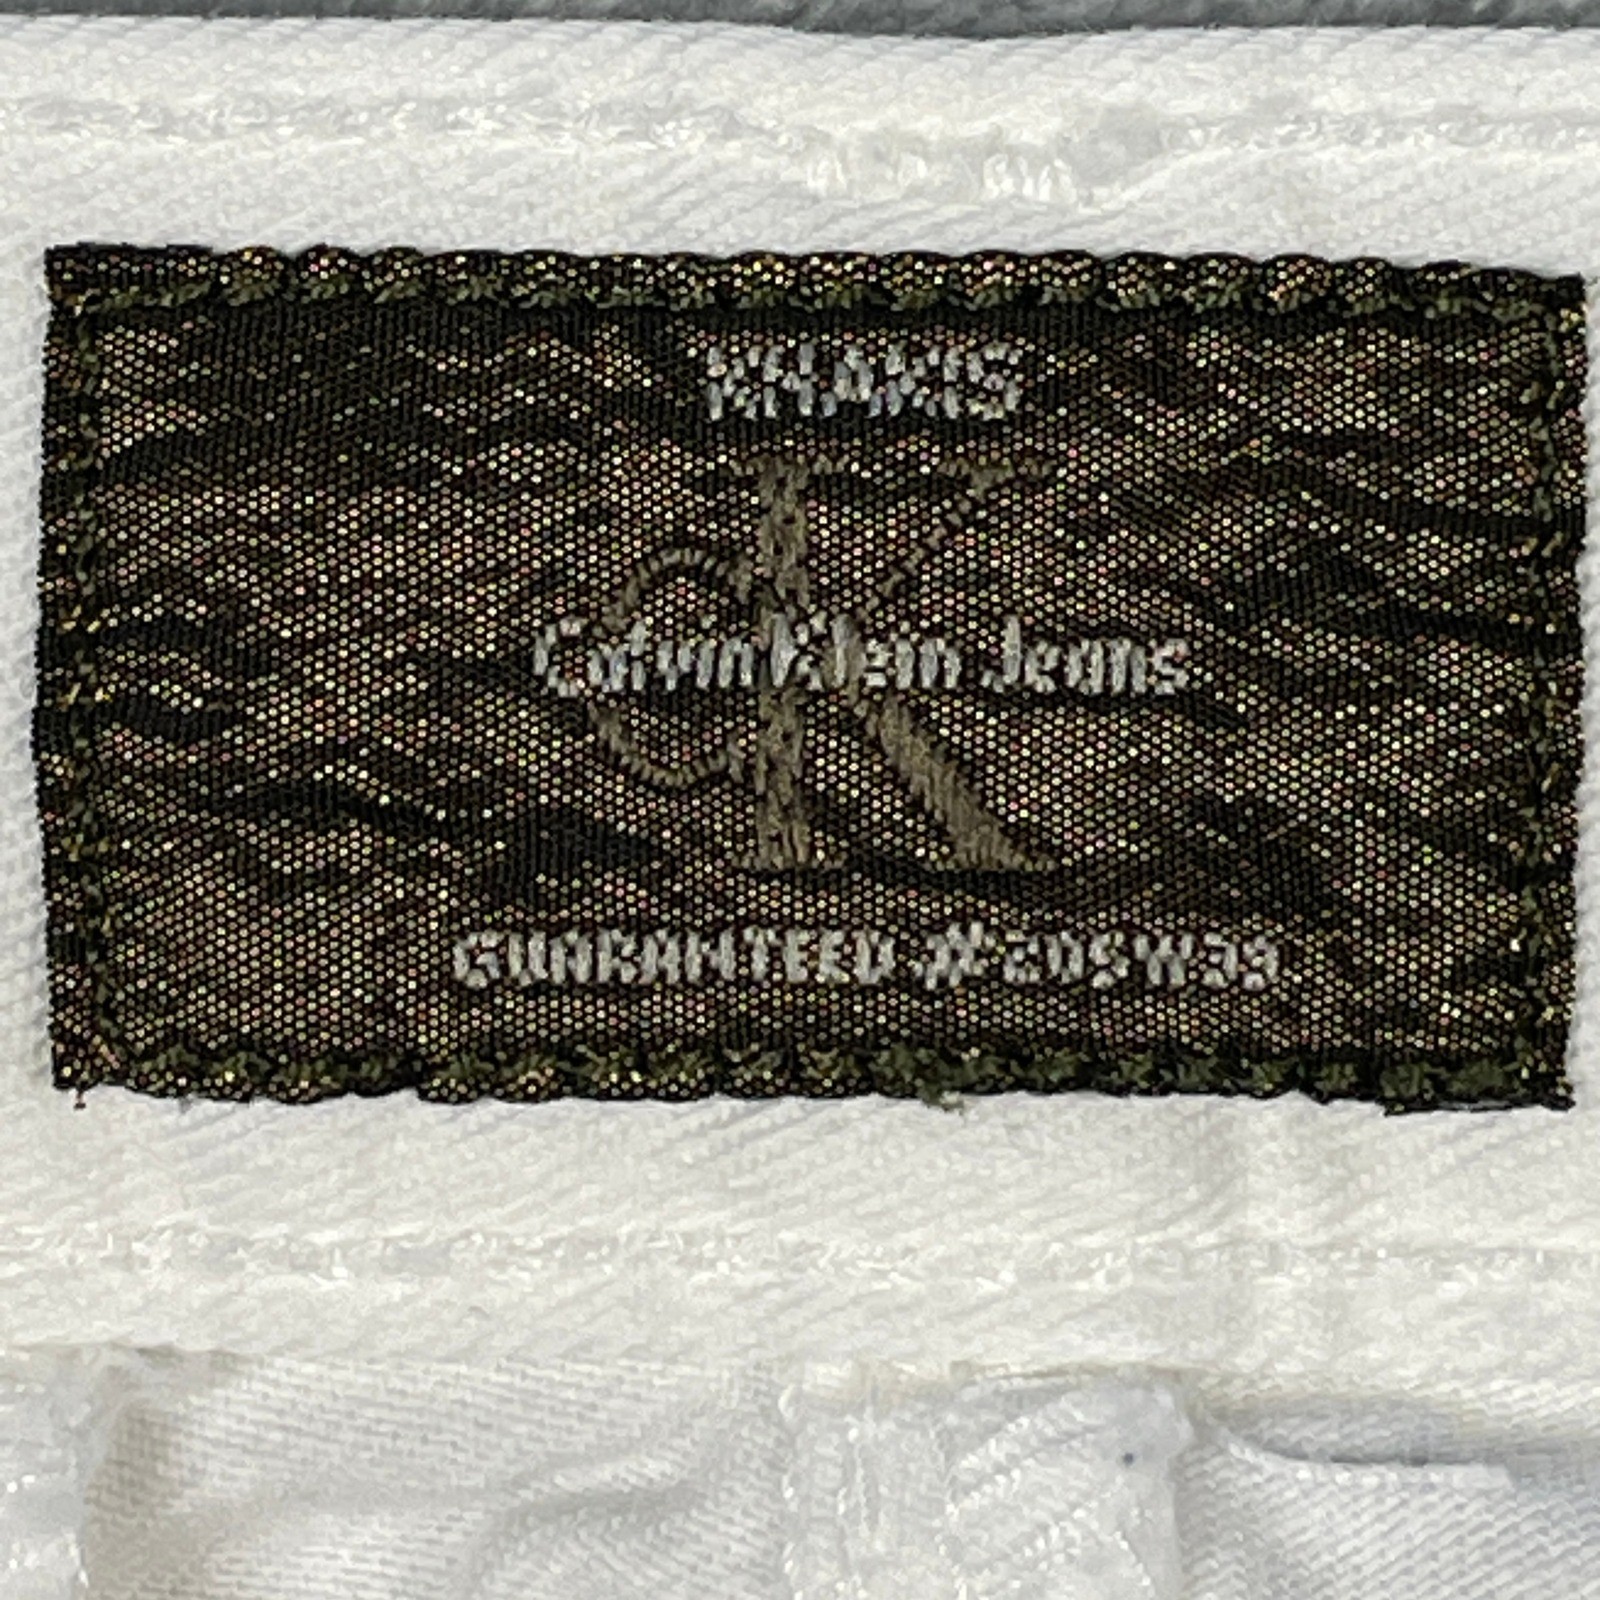 KHAKIS
CK
Calvin Klein Jeans
GUARANTEED #205W39